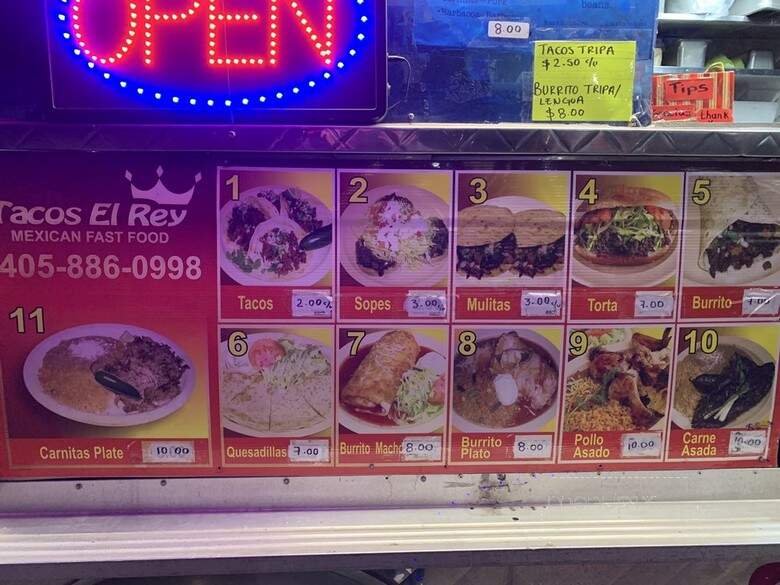 OPEN
8.00
TACOS TRIPA
$2.50 c/u
BURRITO TRIPA/
LENGUA
$8.00
Tips
thank
Tacos El Rey
MEXICAN FAST FOOD
405-886-0998
1
Tacos 2.00
2
Sopes 3.00
3
Mulitas 3.00
4
Torta 7.00
5
Burrito 7.00
11
Carnitas Plate 10.00
6
Quesadillas 7.00
7
Burrito Macho 8.00
8
Burrito
Plato 8.00
9
Pollo
Asado 10.00
10
Carne
Asada 10.00